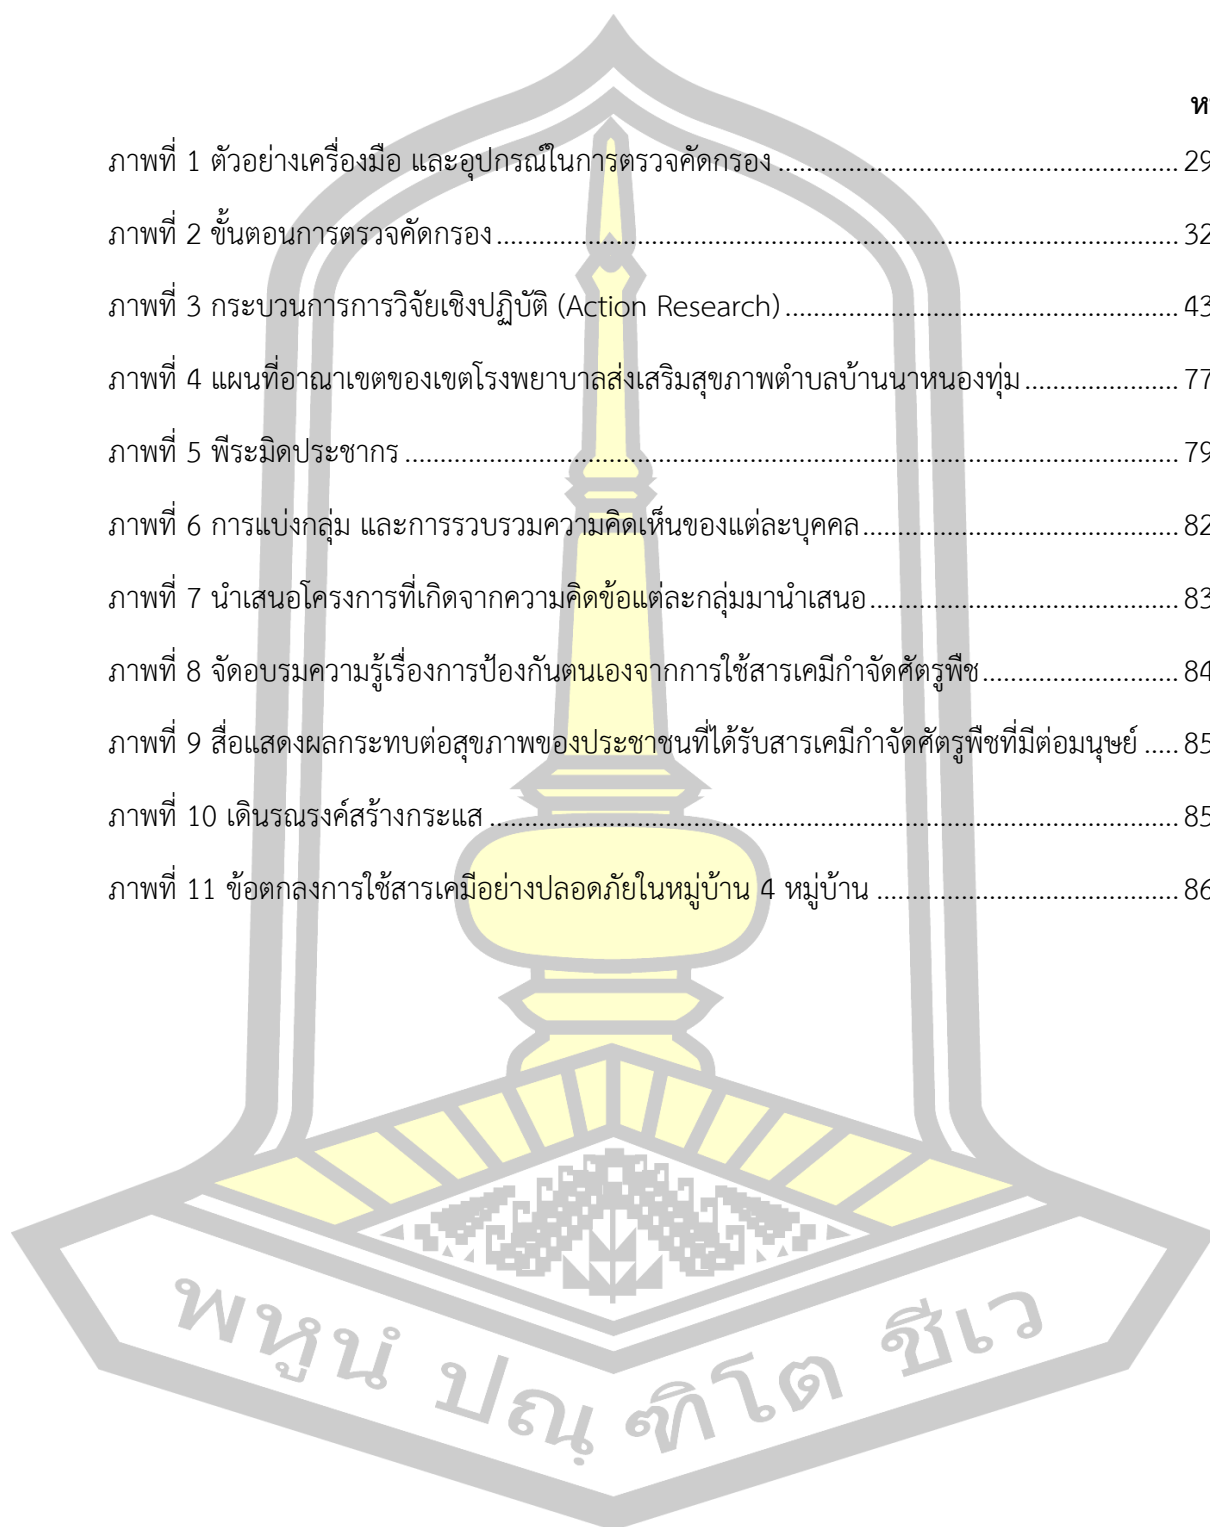 ภาพที่ 1 ตัวอย่างเครื่องมือ และอุปกรณ์ในการตรวจคัดกรอง ......................................................... 29
ภาพที่ 2 ขั้นตอนการตรวจคัดกรอง ................................................................................................. 32
ภาพที่ 3 กระบวนการการวิจัยเชิงปฏิบัติ (Action Research) ........................................................ 43
ภาพที่ 4 แผนที่อาณาเขตของเขตโรงพยาบาลส่งเสริมสุขภาพตำบลบ้านนาหนองทุ่ม ...................... 77
ภาพที่ 5 พีระมิดประชากร .............................................................................................................. 79
ภาพที่ 6 การแบ่งกลุ่ม และการรวบรวมความคิดเห็นของแต่ละบุคคล ............................................. 82
ภาพที่ 7 นำเสนอโครงการที่เกิดจากความคิดข้อแต่ละกลุ่มมานำเสนอ ............................................ 83
ภาพที่ 8 จัดอบรมความรู้เรื่องการป้องกันตนเองจากการใช้สารเคมีกำจัดศัตรูพืช ............................ 84
ภาพที่ 9 สื่อแสดงผลกระทบต่อสุขภาพของประชาชนที่ได้รับสารเคมีกำจัดศัตรูพืชที่มีต่อมนุษย์ ..... 85
ภาพที่ 10 เดินรณรงค์สร้างกระแส .................................................................................................. 85
ภาพที่ 11 ข้อตกลงการใช้สารเคมีอย่างปลอดภัยในหมู่บ้าน 4 หมู่บ้าน ........................................... 86
พหูนํ ปณฺฑิโต ชีเว